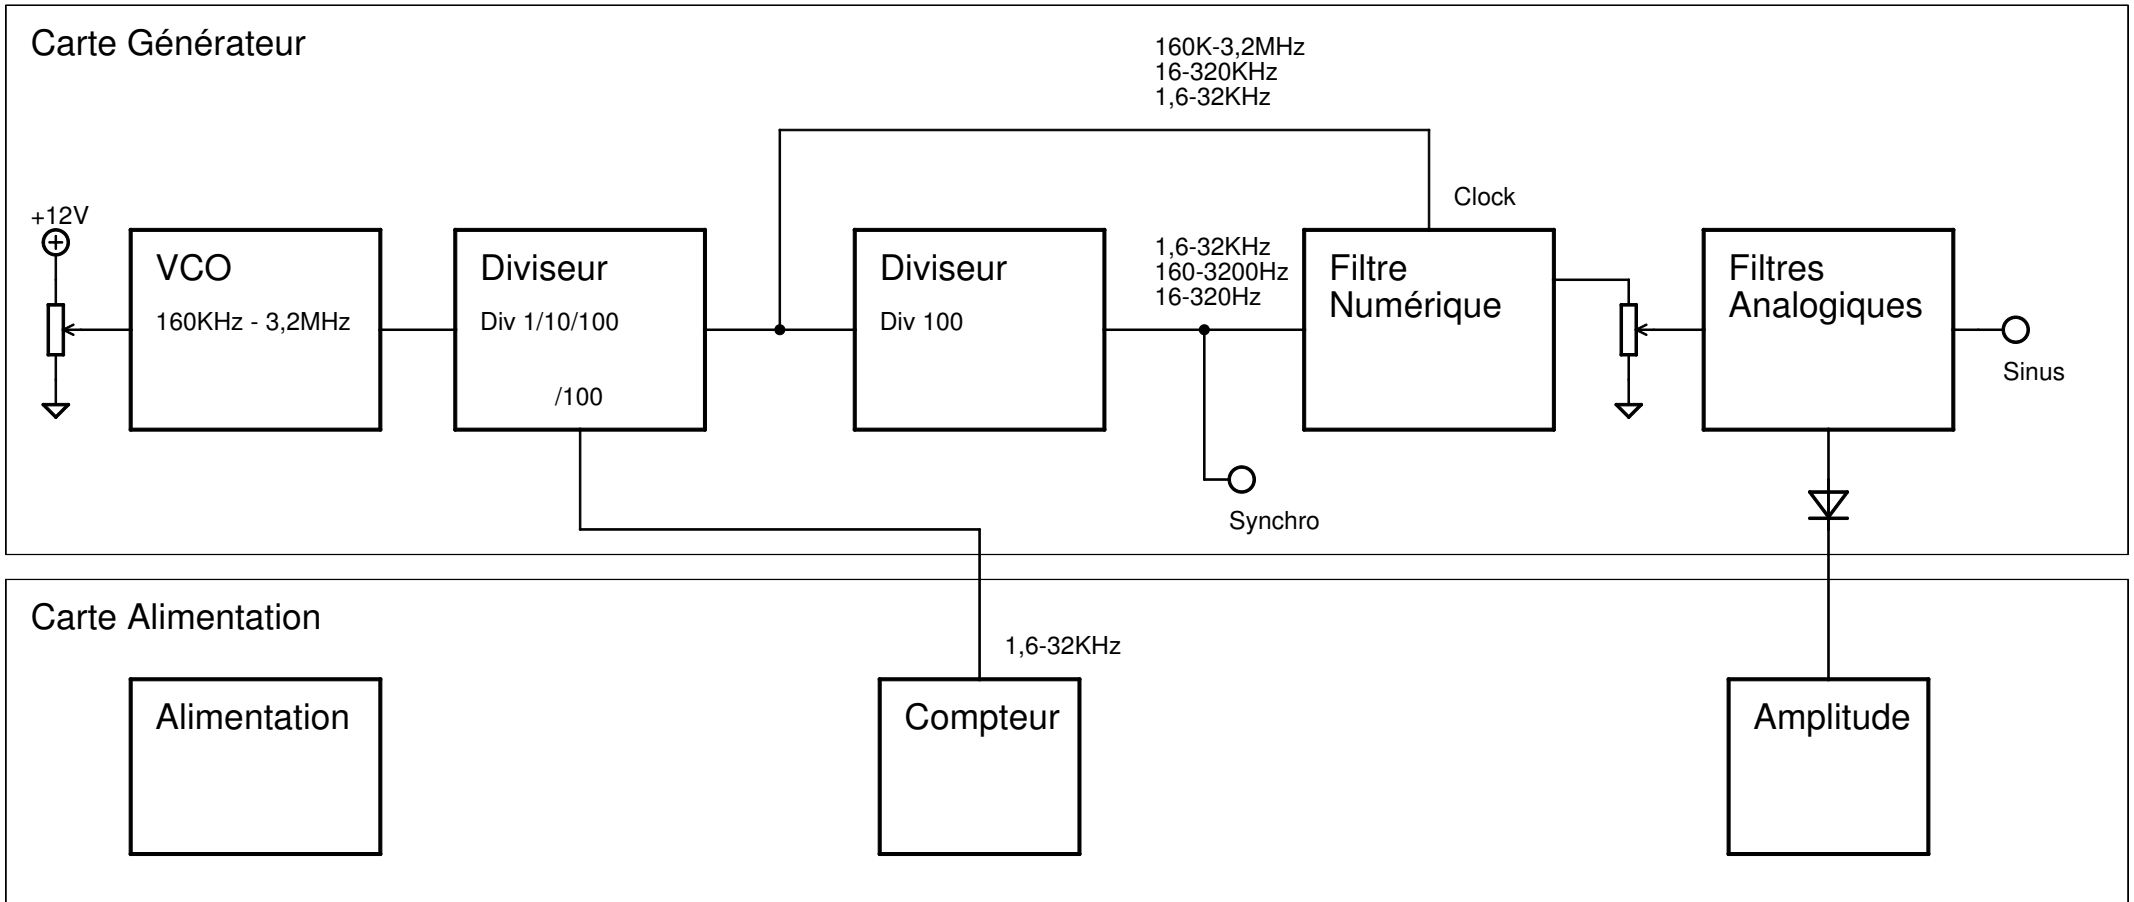 Carte Générateur
160K-3,2MHz
16-320KHz
1,6-32KHz
Clock
+12V
VCO
160KHz - 3,2MHz
Diviseur
Div 1/10/100
/100
Diviseur
Div 100
1,6-32KHz
160-3200Hz
16-320Hz
Filtre
Numérique
Filtres
Analogiques
Sinus
Synchro
Carte Alimentation
1,6-32KHz
Alimentation
Compteur
Amplitude